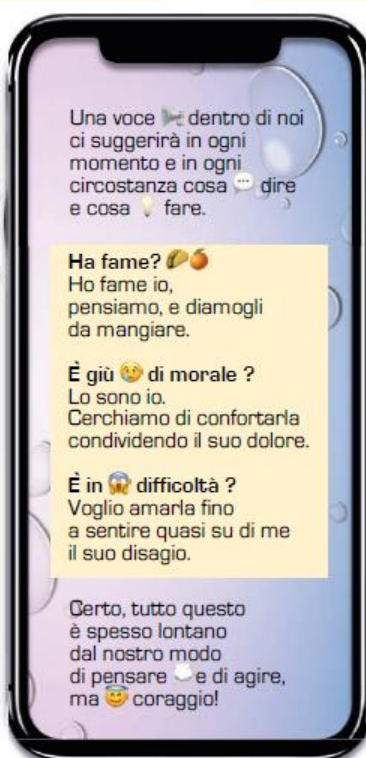 Una voce 📢 dentro di noi
ci suggerirà in ogni
momento e in ogni
circostanza cosa 💬 dire
e cosa 💡 fare.
Ha fame? 🌮🍊
Ho fame io,
pensiamo, e diamogli
da mangiare.
È giù 🥲 di morale ?
Lo sono io.
Cerchiamo di confortarla
condividendo il suo dolore.
È in 😱 difficoltà ?
Voglio amarla fino
a sentire quasi su di me
il suo disagio.
Certo, tutto questo
è spesso lontano
dal nostro modo
di pensare 💭 e di agire,
ma 😇 coraggio!